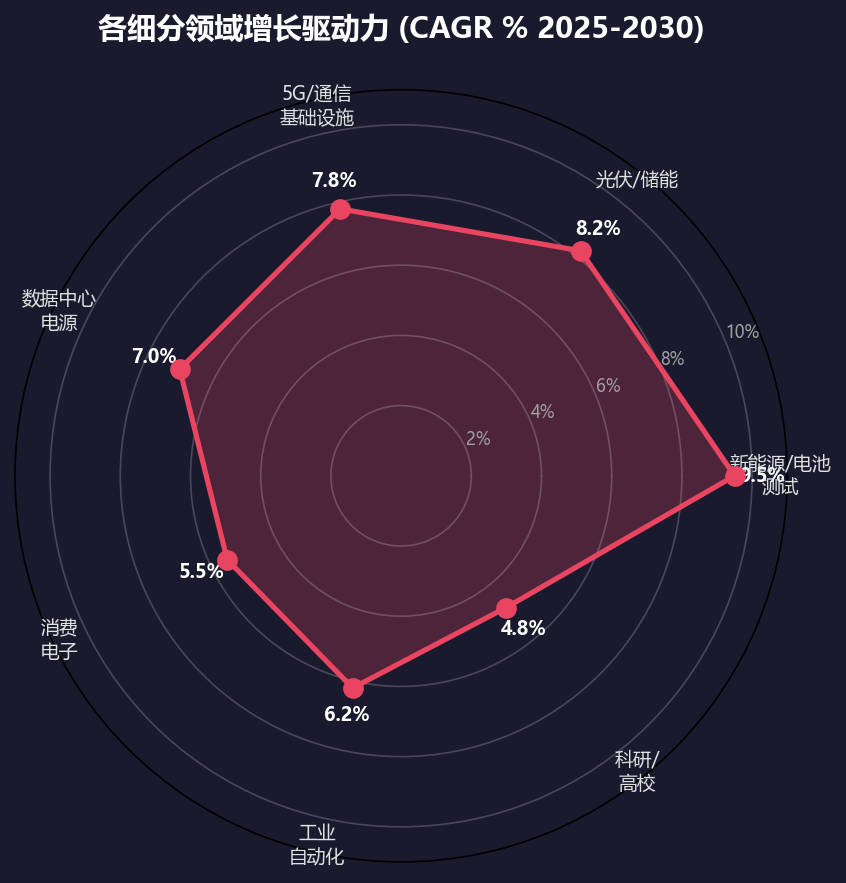 各细分领域增长驱动力 (CAGR % 2025-2030)
5G/通信
基础设施
7.8%
光伏/储能
8.2%
数据中心
电源
7.0%
10%
8%
6%
4%
2%
新能源/电池
9.5%
测试
5.5%
4.8%
消费
电子
6.2%
科研/
高校
工业
自动化